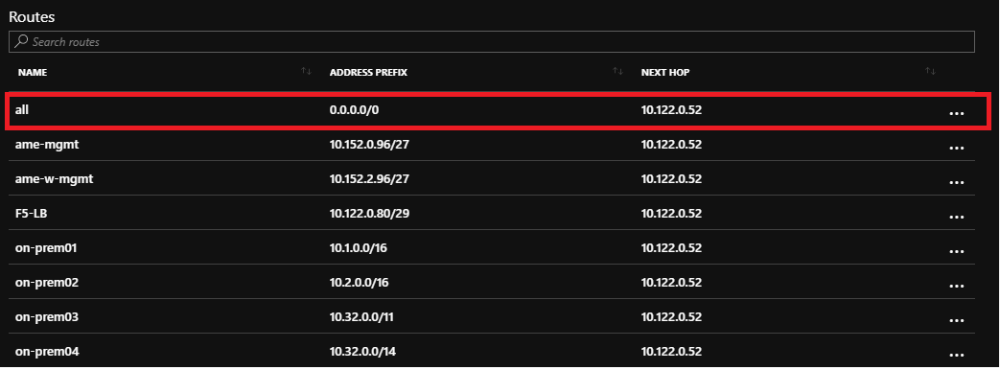 Routes
Search routes
NAME ADDRESS PREFIX NEXT HOP
all 0.0.0.0/0 10.122.0.52 ...
ame-mgmt 10.152.0.96/27 10.122.0.52 ...
ame-w-mgmt 10.152.2.96/27 10.122.0.52 ...
F5-LB 10.122.0.80/29 10.122.0.52 ...
on-prem01 10.1.0.0/16 10.122.0.52 ...
on-prem02 10.2.0.0/16 10.122.0.52 ...
on-prem03 10.32.0.0/11 10.122.0.52 ...
on-prem04 10.32.0.0/14 10.122.0.52 ...